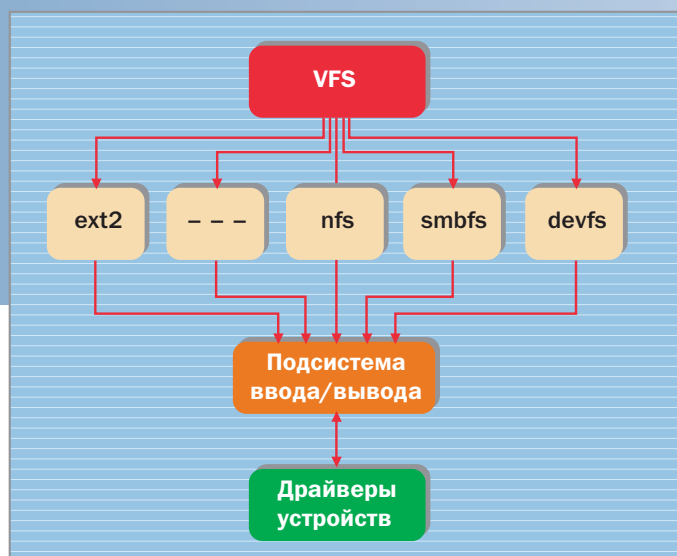 VFS
ext2
– – –
nfs
smbfs
devfs
Подсистема
ввода/вывода
Драйверы
устройств